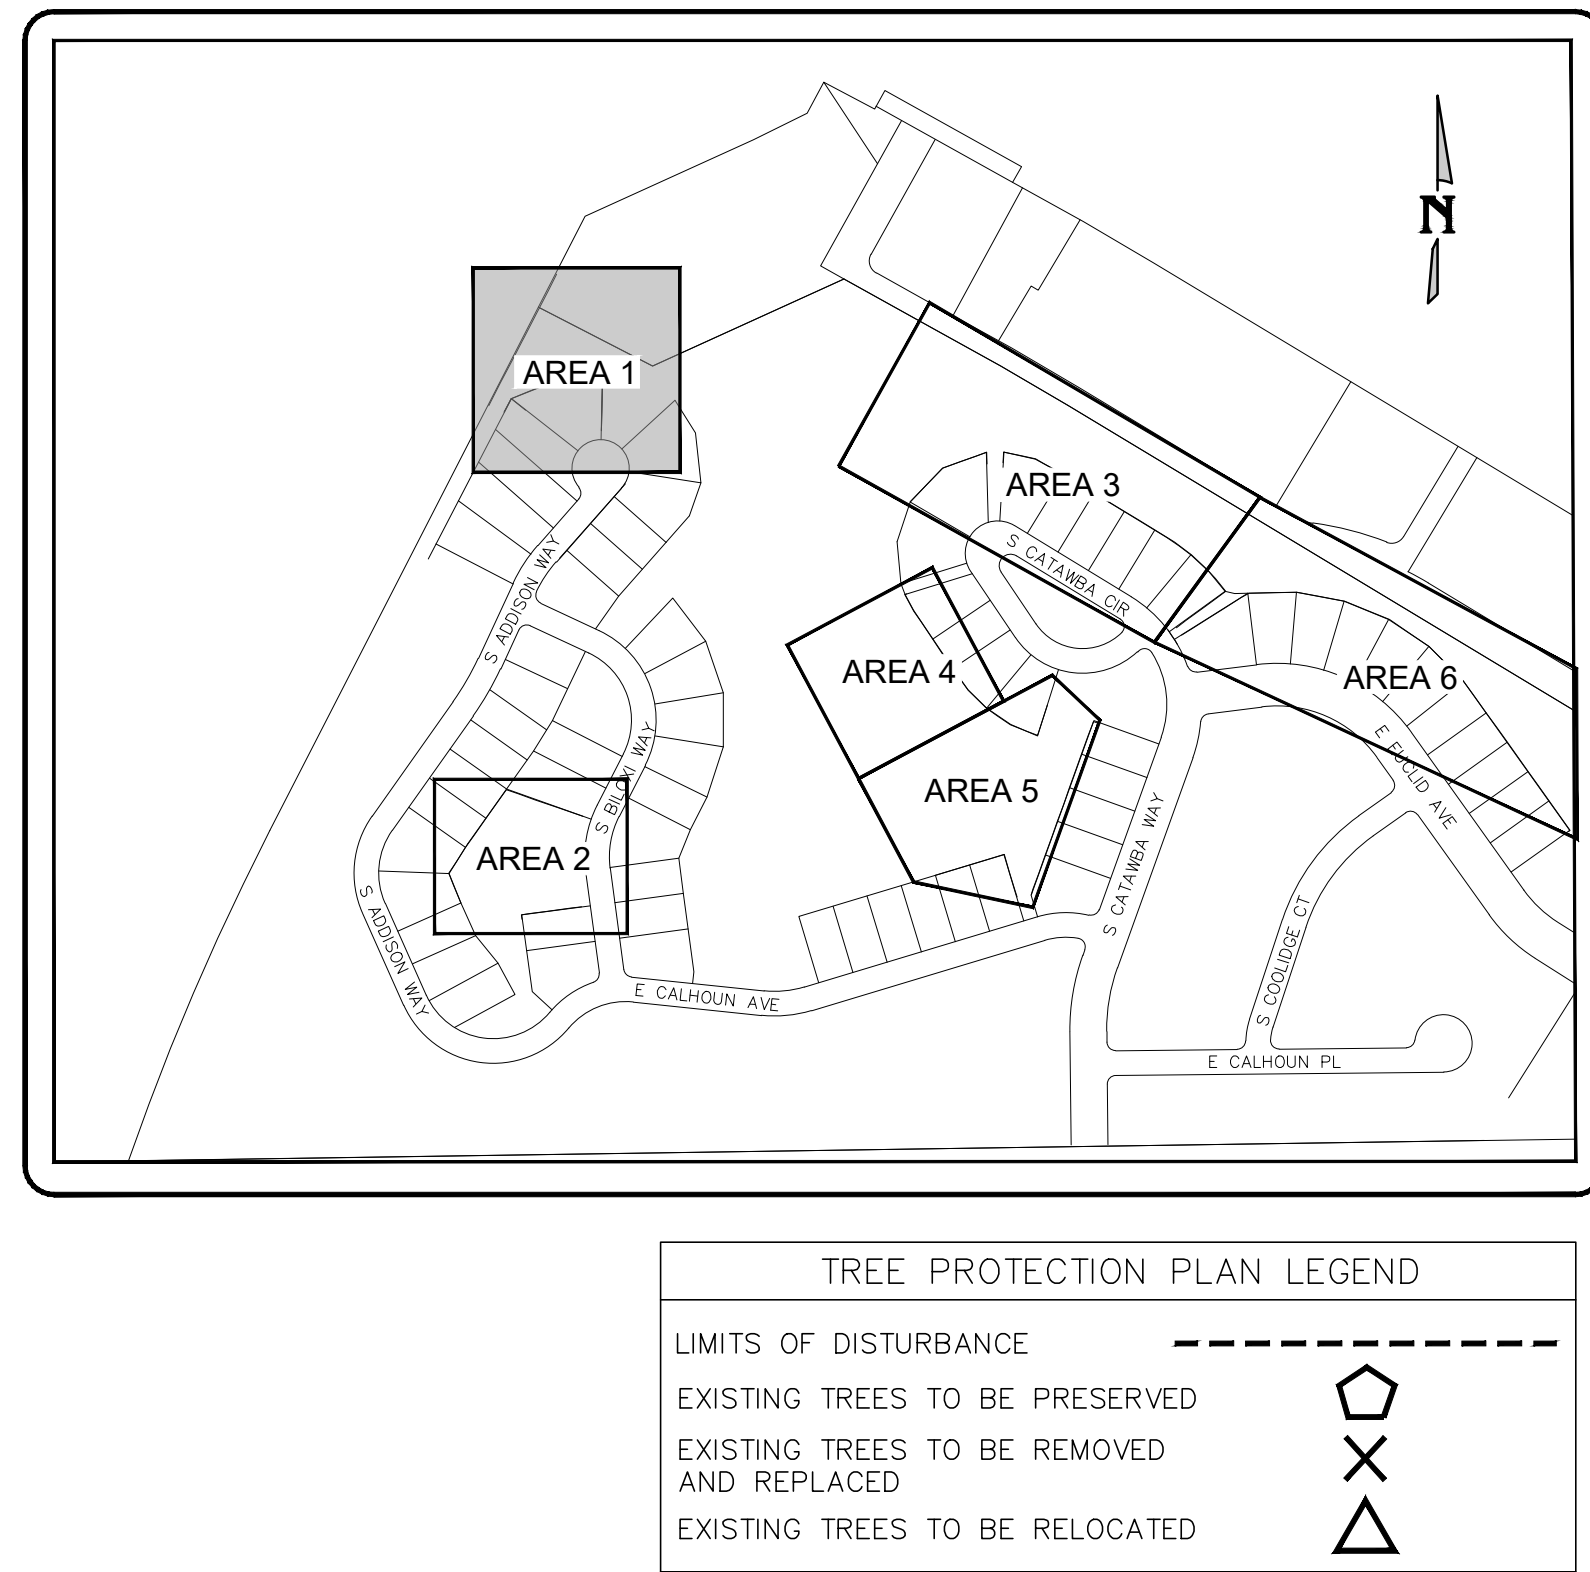 N
AREA 1
AREA 3
S CATAWBA CIR
S ADDISON WAY
AREA 4
AREA 6
S BILOXI WAY
E EUCLID AVE
AREA 5
AREA 2
S CATAWBA WAY
S ADDISON WAY
S COOLIDGE CT
E CALHOUN AVE
E CALHOUN PL
TREE PROTECTION PLAN LEGEND
LIMITS OF DISTURBANCE
EXISTING TREES TO BE PRESERVED
EXISTING TREES TO BE REMOVED
AND REPLACED
EXISTING TREES TO BE RELOCATED